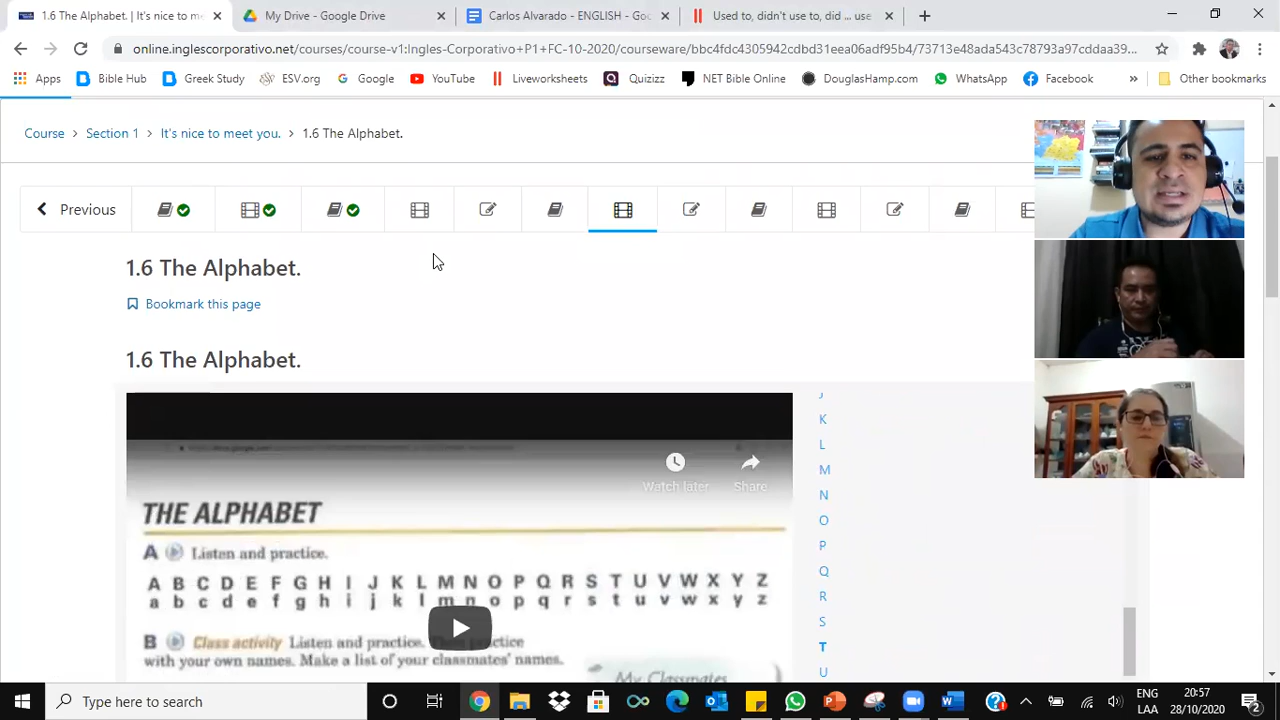 1.6 The Alphabet. | It's nice to m
My Drive - Google Drive
Carlos Alvarado - ENGLISH - Go
Used to, didn't use to, did ... use
online.inglescorporativo.net/courses/course-v1:Ingles-Corporativo+P1+FC-10-2020/courseware/bbc4fdc4305942cdbd31eea06adf95b4/73713e48ada543c78793a97cddaa39...
Apps
Bible Hub
Greek Study
ESV.org
Google
YouTube
Liveworksheets
Quizizz
NET Bible Online
DouglasHamp.com
WhatsApp
Facebook
»
Other bookmarks
Course > Section 1 > It's nice to meet you. > 1.6 The Alphabet.
Previous
1.6 The Alphabet.
Bookmark this page
1.6 The Alphabet.
Watch later
Share
THE ALPHABET
A Listen and practice.
A B C D E F G H I J K L M N O P Q R S T U V W X Y Z
a b c d e f g h i j k l m n o p q r s t u v w x y z
B Class activity Listen and practice. Then practice
with your own names. Make a list of your classmates' names.
My Classmates
J
K
L
M
N
O
P
Q
R
S
T
U
Type here to search
ENG
LAA
20:57
28/10/2020
2